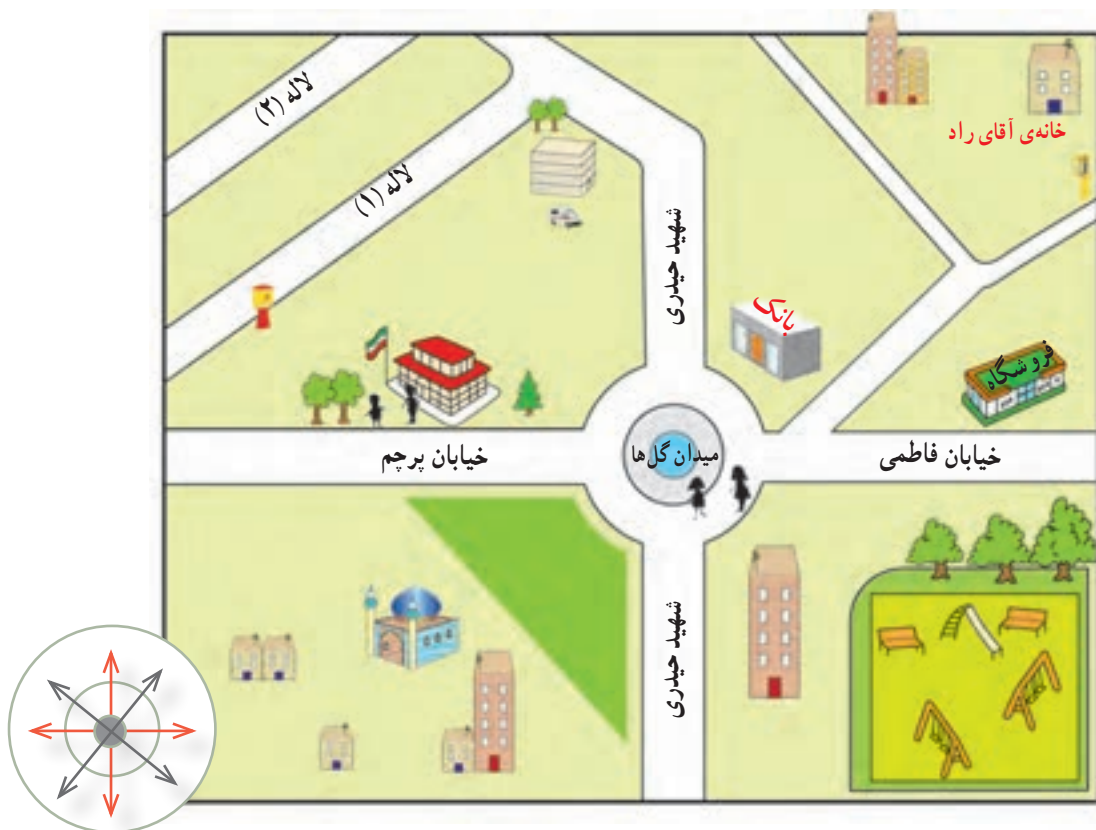 لاله (۲)
لاله (۱)
خانه‌ی آقای راد
شهید حیدری
بانک
فروشگاه
میدان گل‌ها
خیابان فاطمی
خیابان پرچم
شهید حیدری